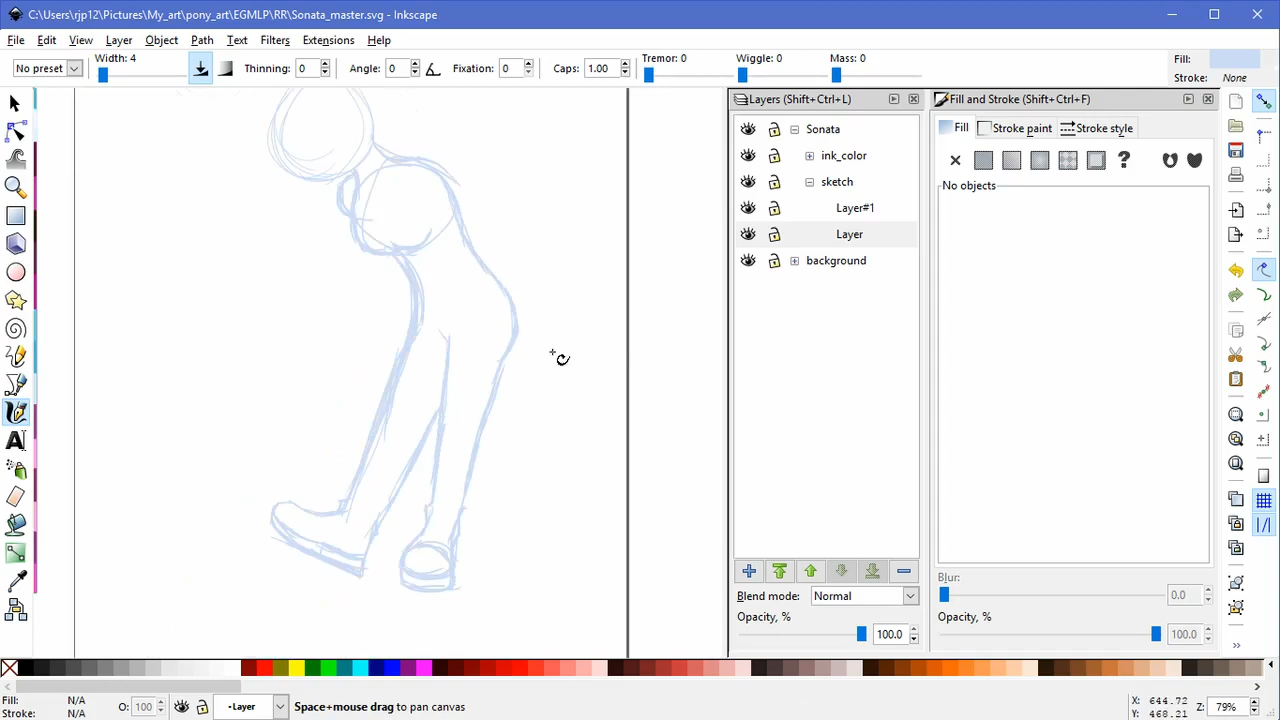 C:\Users\rjp12\Pictures\My_art\pony_art\EGMLP\RR\Sonata_master.svg - Inkscape
File Edit View Layer Object Path Text Filters Extensions Help
No preset Width: 4 Thinning: 0 Angle: 0 Fixation: 0 Caps: 1.00 Tremor: 0 Wiggle: 0 Mass: 0 Fill:
Stroke: None
Layers (Shift+Ctrl+L) Fill and Stroke (Shift+Ctrl+F)
Sonata Fill Stroke paint Stroke style
ink_color
sketch No objects
Layer#1
Layer
background
Blur:
0.0
Blend mode: Normal
Opacity, % Opacity, %
100.0 100.0
Fill: N/A O: 100 Layer Space+mouse drag to pan canvas X: 644.72 Z: 79%
Stroke: N/A Y: 468.21